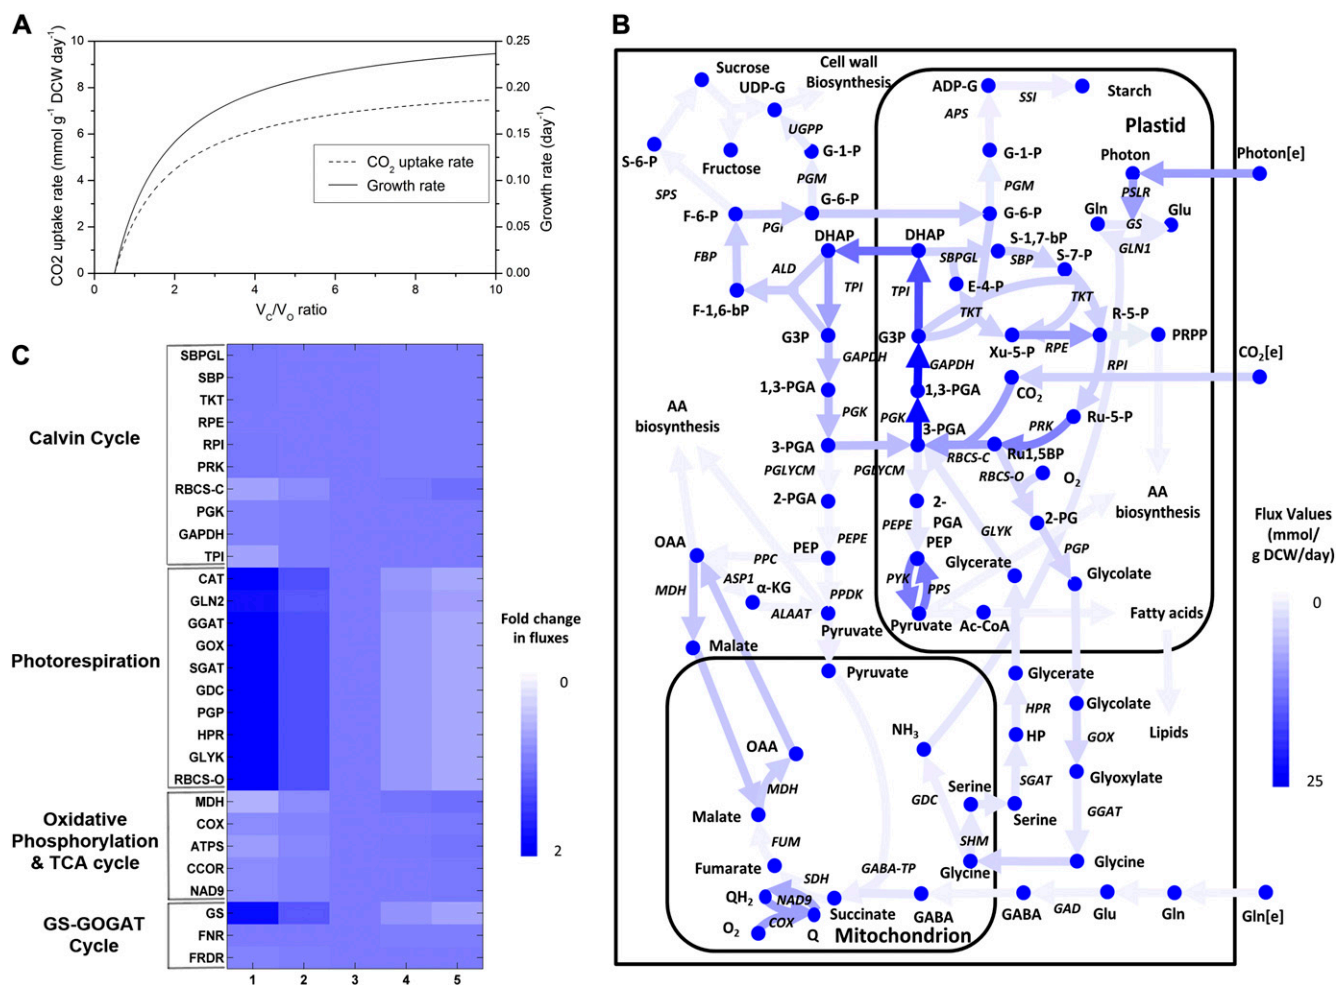 A
CO2 uptake rate (mmol g⁻¹ DCW day⁻¹)
10
8
6
4
2
0
0.25
0.20
0.15
0.10
0.05
0.00
Growth rate (day⁻¹)
CO₂ uptake rate
Growth rate
0 2 4 6 8 10
V_C/V_O ratio
B
Sucrose
UDP-G
Cell wall
Biosynthesis
UGPP
S-6-P
Fructose
G-1-P
SPS
PGM
F-6-P
G-6-P
PGI
FBP
DHAP
ALD
TPI
F-1,6-bP
G3P
GAPDH
1,3-PGA
PGK
AA
biosynthesis
3-PGA
PGLYCM
2-PGA
PEPE
OAA
PEP
PPC
MDH
ASP1
α-KG
ALAAT
PPDK
Pyruvate
Malate
Pyruvate
ADP-G
SSI
Starch
APS
Plastid
G-1-P
Photon
Photon[e]
PGM
PSLR
G-6-P
Gln
GS
Glu
GLN1
DHAP
S-1,7-bP
SBPGL
SBP
S-7-P
TPI
E-4-P
TKT
TKT
R-5-P
G3P
Xu-5-P
RPE
PRPP
GAPDH
RPI
CO₂[e]
1,3-PGA
CO₂
PGK
3-PGA
PRK
Ru-5-P
RBCS-C
Ru1,5BP
PGLYCM
RBCS-O
O₂
2-
PGA
GLYK
2-PG
AA
biosynthesis
PEPE
PEP
PGP
Glycerate
Glycolate
PYK
PPS
Pyruvate
Ac-CoA
Fatty acids
Glycerate
Glycolate
Lipids
HPR
HP
GOX
NH₃
SGAT
Glyoxylate
OAA
MDH
GDC
Serine
Serine
GGAT
Malate
FUM
SHM
Fumarate
SDH
GABA-TP
Glycine
Glycine
QH₂
NAD9
O₂
COX
Q
Succinate
GABA
GABA
GAD
Glu
Gln
Gln[e]
Mitochondrion
Flux Values
(mmol/
g DCW/day)
0
25
C
Calvin Cycle
SBPGL
SBP
TKT
RPE
RPI
PRK
RBCS-C
PGK
GAPDH
TPI
Photorespiration
CAT
GLN2
GGAT
GOX
SGAT
GDC
PGP
HPR
GLYK
RBCS-O
Oxidative
Phosphorylation
& TCA cycle
MDH
COX
ATPS
CCOR
NAD9
GS-GOGAT
Cycle
GS
FNR
FRDR
1 2 3 4 5
Fold change
in fluxes
0
2